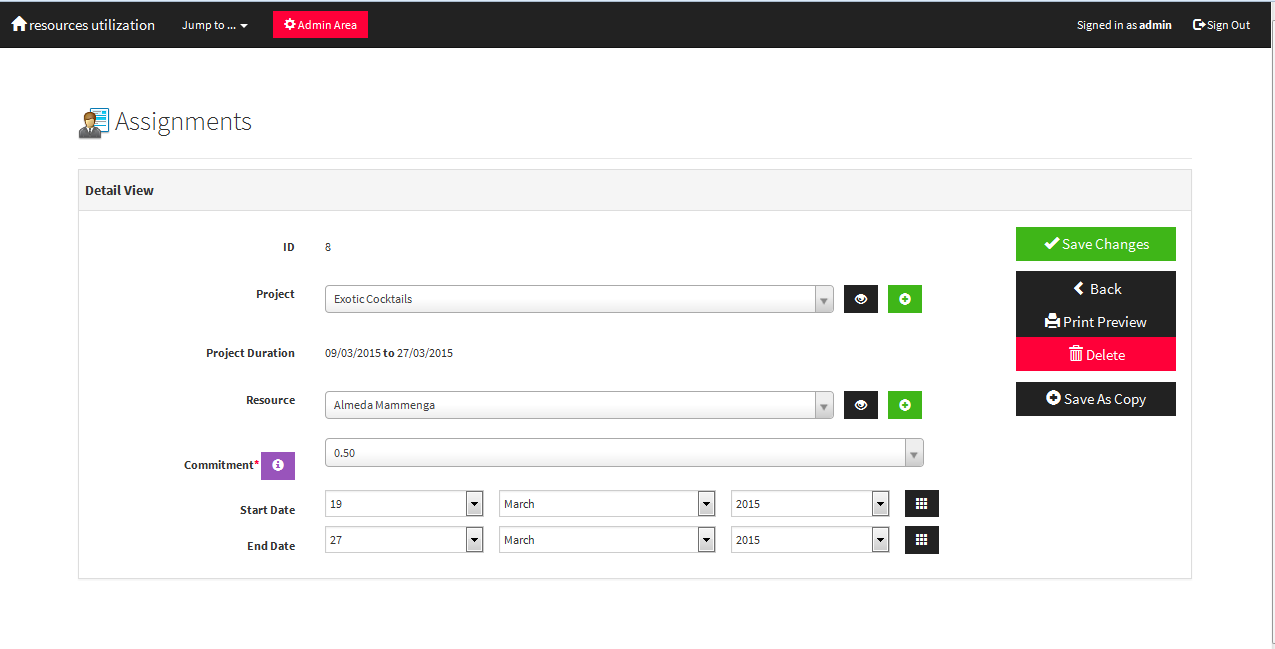 resources utilization Jump to ... Admin Area Signed in as admin Sign Out
Assignments
Detail View
ID 8
Save Changes
Project Exotic Cocktails
Back
Print Preview
Project Duration 09/03/2015 to 27/03/2015
Delete
Resource Almeda Mammenga
Save As Copy
Commitment* 0.50
Start Date 19 March 2015
End Date 27 March 2015